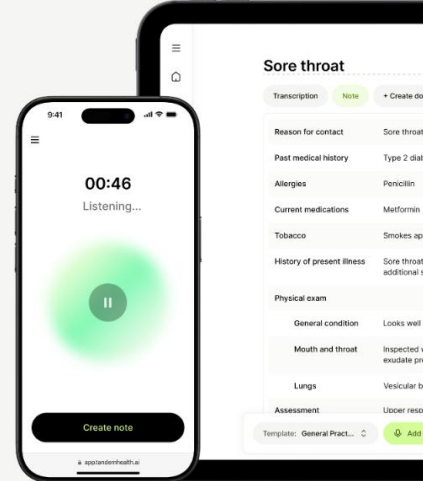 9:41
00:46
Listening...
Create note
app.tandemhealth.ai
Sore throat
Transcription Note + Create do
Reason for contact Sore throat
Past medical history Type 2 diab
Allergies Penicillin
Current medications Metformin
Tobacco Smokes ap
History of present illness Sore throat
additional s
Physical exam
General condition Looks well
Mouth and throat Inspected w
exudate pre
Lungs Vesicular b
Assessment Upper resp
Template: General Pract... Add